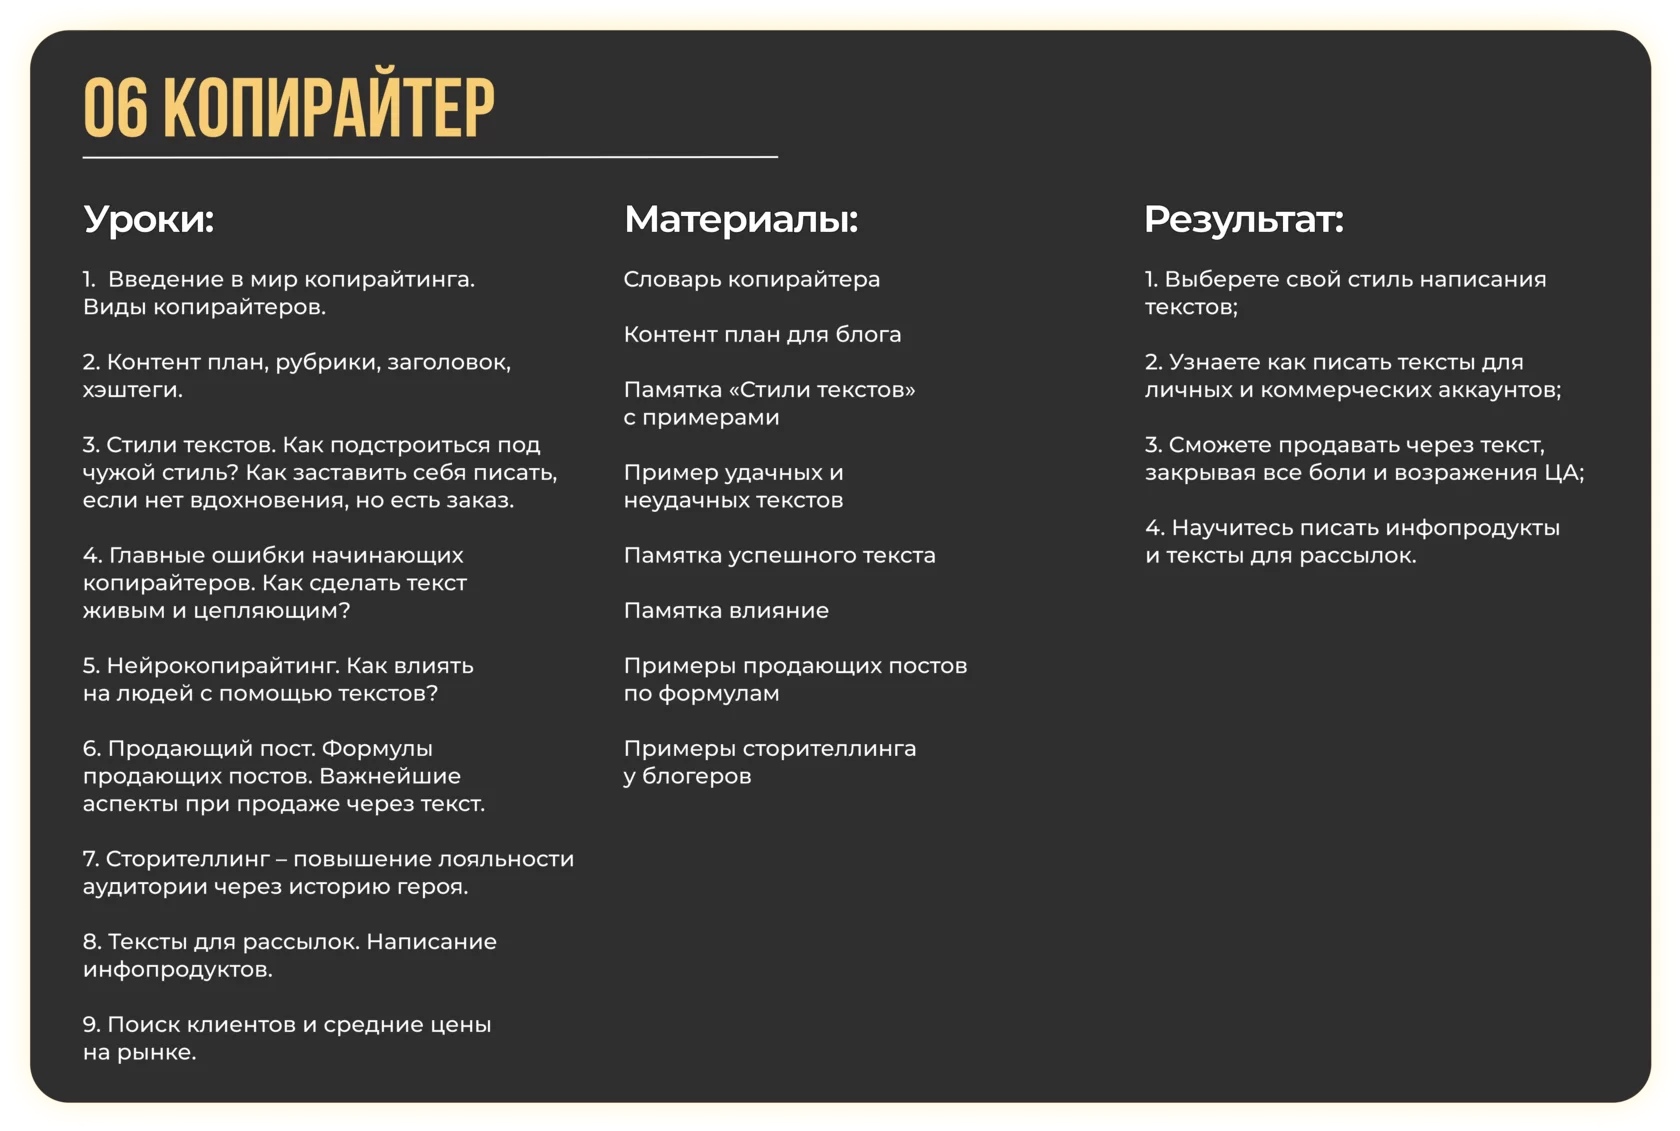 06 КОПИРАЙТЕР
Уроки:
1.  Введение в мир копирайтинга.
Виды копирайтеров.
2. Контент план, рубрики, заголовок,
хэштеги.
3. Стили текстов. Как подстроиться под
чужой стиль? Как заставить себя писать,
если нет вдохновения, но есть заказ.
4. Главные ошибки начинающих
копирайтеров. Как сделать текст
живым и цепляющим?
5. Нейрокопирайтинг. Как влиять
на людей с помощью текстов?
6. Продающий пост. Формулы
продающих постов. Важнейшие
аспекты при продаже через текст.
7. Сторителлинг – повышение лояльности
аудитории через историю героя.
8. Тексты для рассылок. Написание
инфопродуктов.
9. Поиск клиентов и средние цены
на рынке.
Материалы:
Словарь копирайтера
Контент план для блога
Памятка «Стили текстов»
с примерами
Пример удачных и
неудачных текстов
Памятка успешного текста
Памятка влияние
Примеры продающих постов
по формулам
Примеры сторителлинга
у блогеров
Результат:
1. Выберете свой стиль написания
текстов;
2. Узнаете как писать тексты для
личных и коммерческих аккаунтов;
3. Сможете продавать через текст,
закрывая все боли и возражения ЦА;
4. Научитесь писать инфопродукты
и тексты для рассылок.